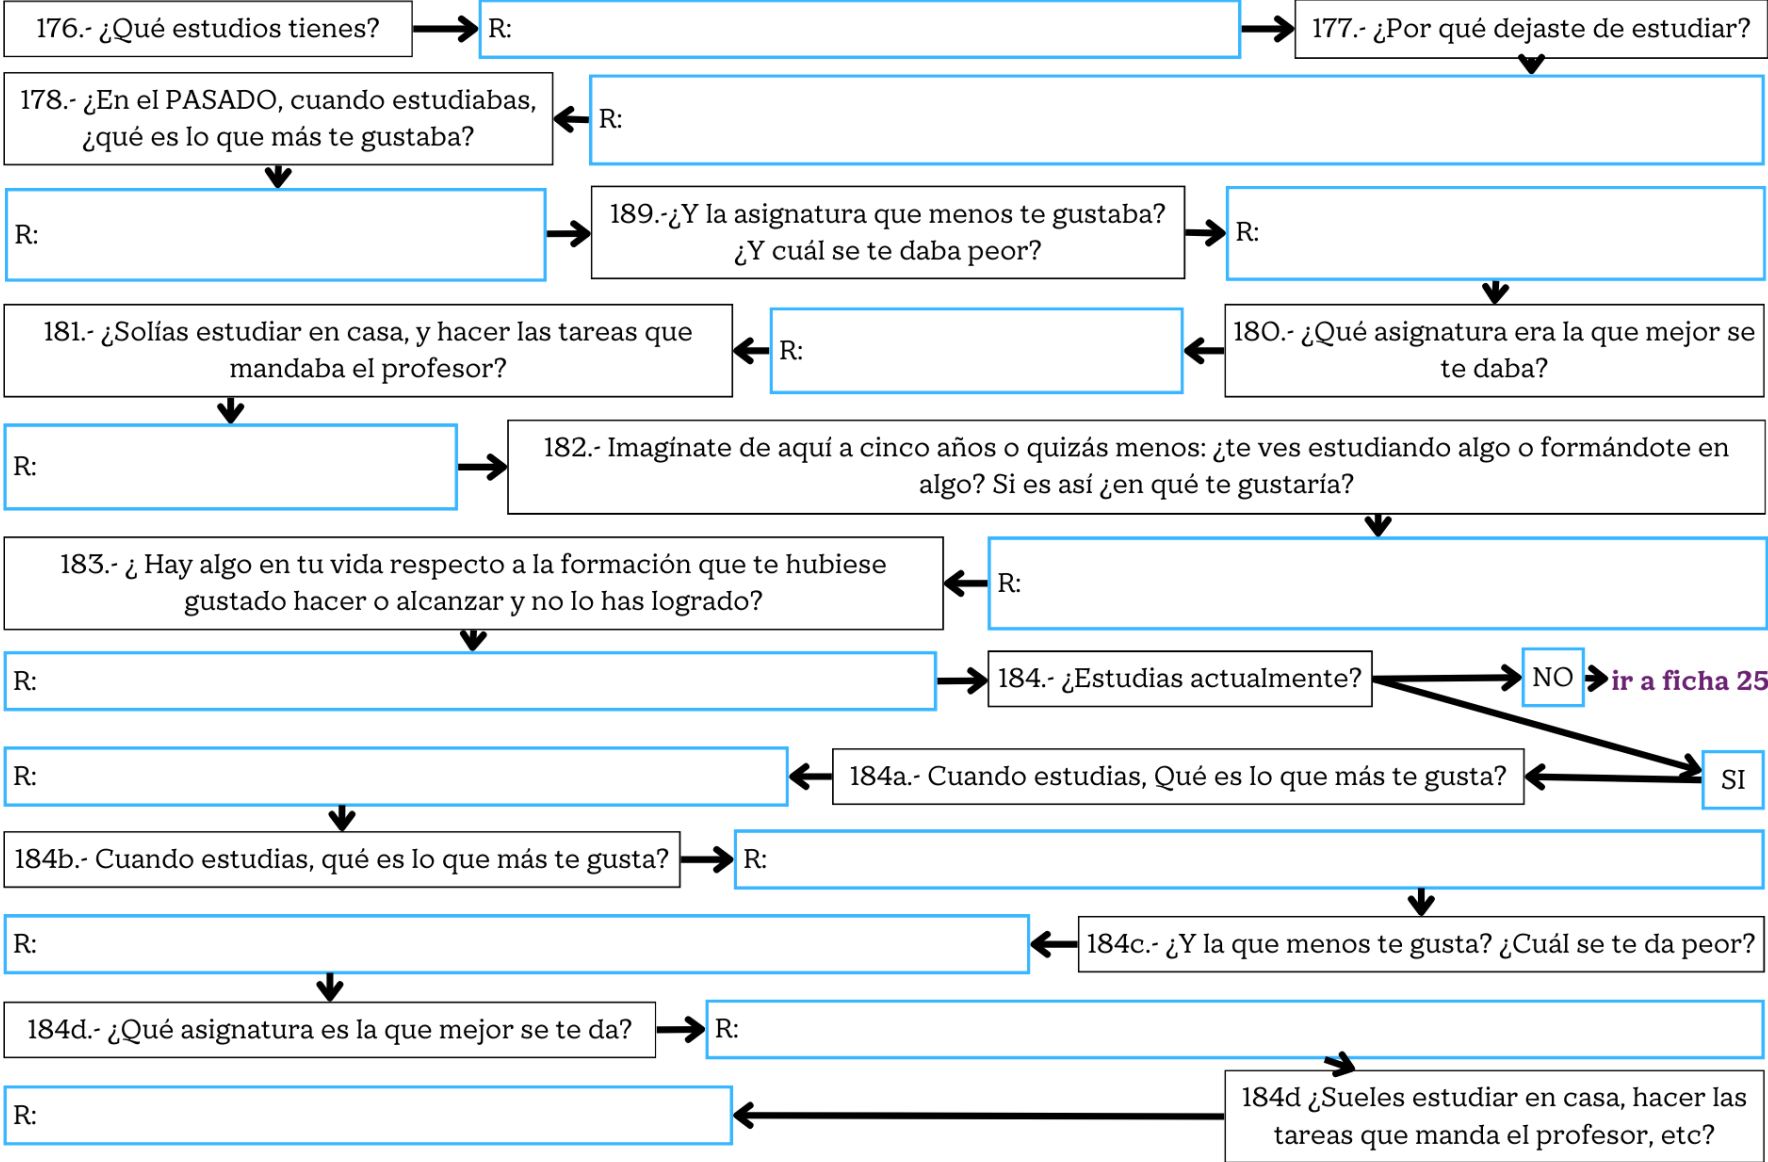 176.- ¿Qué estudios tienes?
R:
177.- ¿Por qué dejaste de estudiar?
R:
178.- ¿En el PASADO, cuando estudiabas,
¿qué es lo que más te gustaba?
R:
189.-¿Y la asignatura que menos te gustaba?
¿Y cuál se te daba peor?
R:
180.- ¿Qué asignatura era la que mejor se
te daba?
R:
181.- ¿Solías estudiar en casa, y hacer las tareas que
mandaba el profesor?
R:
182.- Imagínate de aquí a cinco años o quizás menos: ¿te ves estudiando algo o formándote en
algo? Si es así ¿en qué te gustaría?
R:
183.- ¿ Hay algo en tu vida respecto a la formación que te hubiese
gustado hacer o alcanzar y no lo has logrado?
R:
184.- ¿Estudias actualmente?
NO
ir a ficha 25
SI
184a.- Cuando estudias, Qué es lo que más te gusta?
R:
184b.- Cuando estudias, qué es lo que más te gusta?
R:
184c.- ¿Y la que menos te gusta? ¿Cuál se te da peor?
R:
184d.- ¿Qué asignatura es la que mejor se te da?
R:
184d ¿Sueles estudiar en casa, hacer las
tareas que manda el profesor, etc?
R: